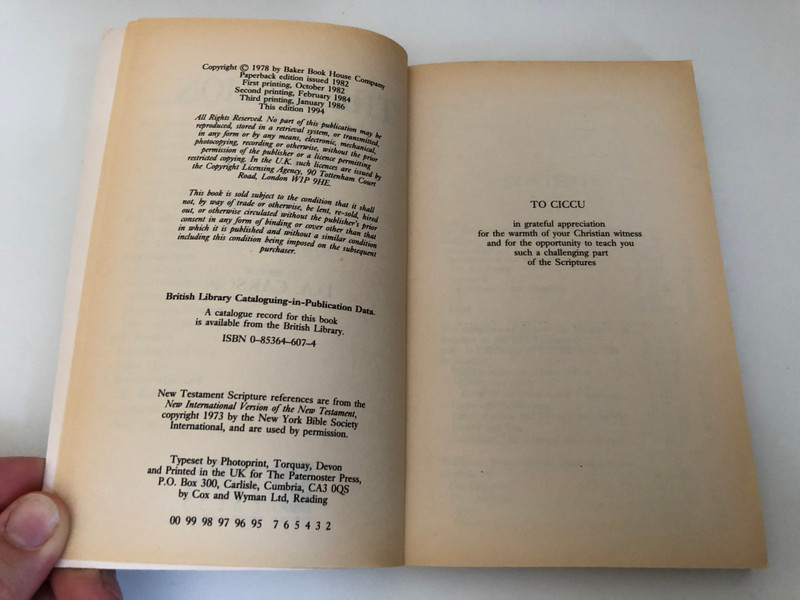 Copyright © 1978 by Baker Book House Company
Paperback edition issued 1982
First printing, October 1982
Second printing, February 1984
Third printing, January 1986
This edition 1994
All Rights Reserved. No part of this publication may be
reproduced, stored in a retrieval system, or transmitted,
in any form or by any means, electronic, mechanical,
photocopying, recording or otherwise, without the prior
permission of the publisher or a licence permitting
restricted copying. In the U.K. such licences are issued by
the Copyright Licensing Agency, 90 Tottenham Court
Road, London W1P 9HE.
This book is sold subject to the condition that it shall
not, by way of trade or otherwise, be lent, re-sold, hired
out, or otherwise circulated without the publisher's prior
consent in any form of binding or cover other than that
in which it is published and without a similar condition
including this condition being imposed on the subsequent
purchaser.
British Library Cataloguing-in-Publication Data.
A catalogue record for this book
is available from the British Library.
ISBN 0–85364–607–4
New Testament Scripture references are from the
New International Version of the New Testament,
copyright 1973 by the New York Bible Society
International, and are used by permission.
Typeset by Photoprint, Torquay, Devon
and Printed in the UK for The Paternoster Press,
P.O. Box 300, Carlisle, Cumbria, CA3 0QS
by Cox and Wyman Ltd, Reading
00 99 98 97 96 95 7 6 5 4 3 2
TO CICCU
in grateful appreciation
for the warmth of your Christian witness
and for the opportunity to teach you
such a challenging part
of the Scriptures